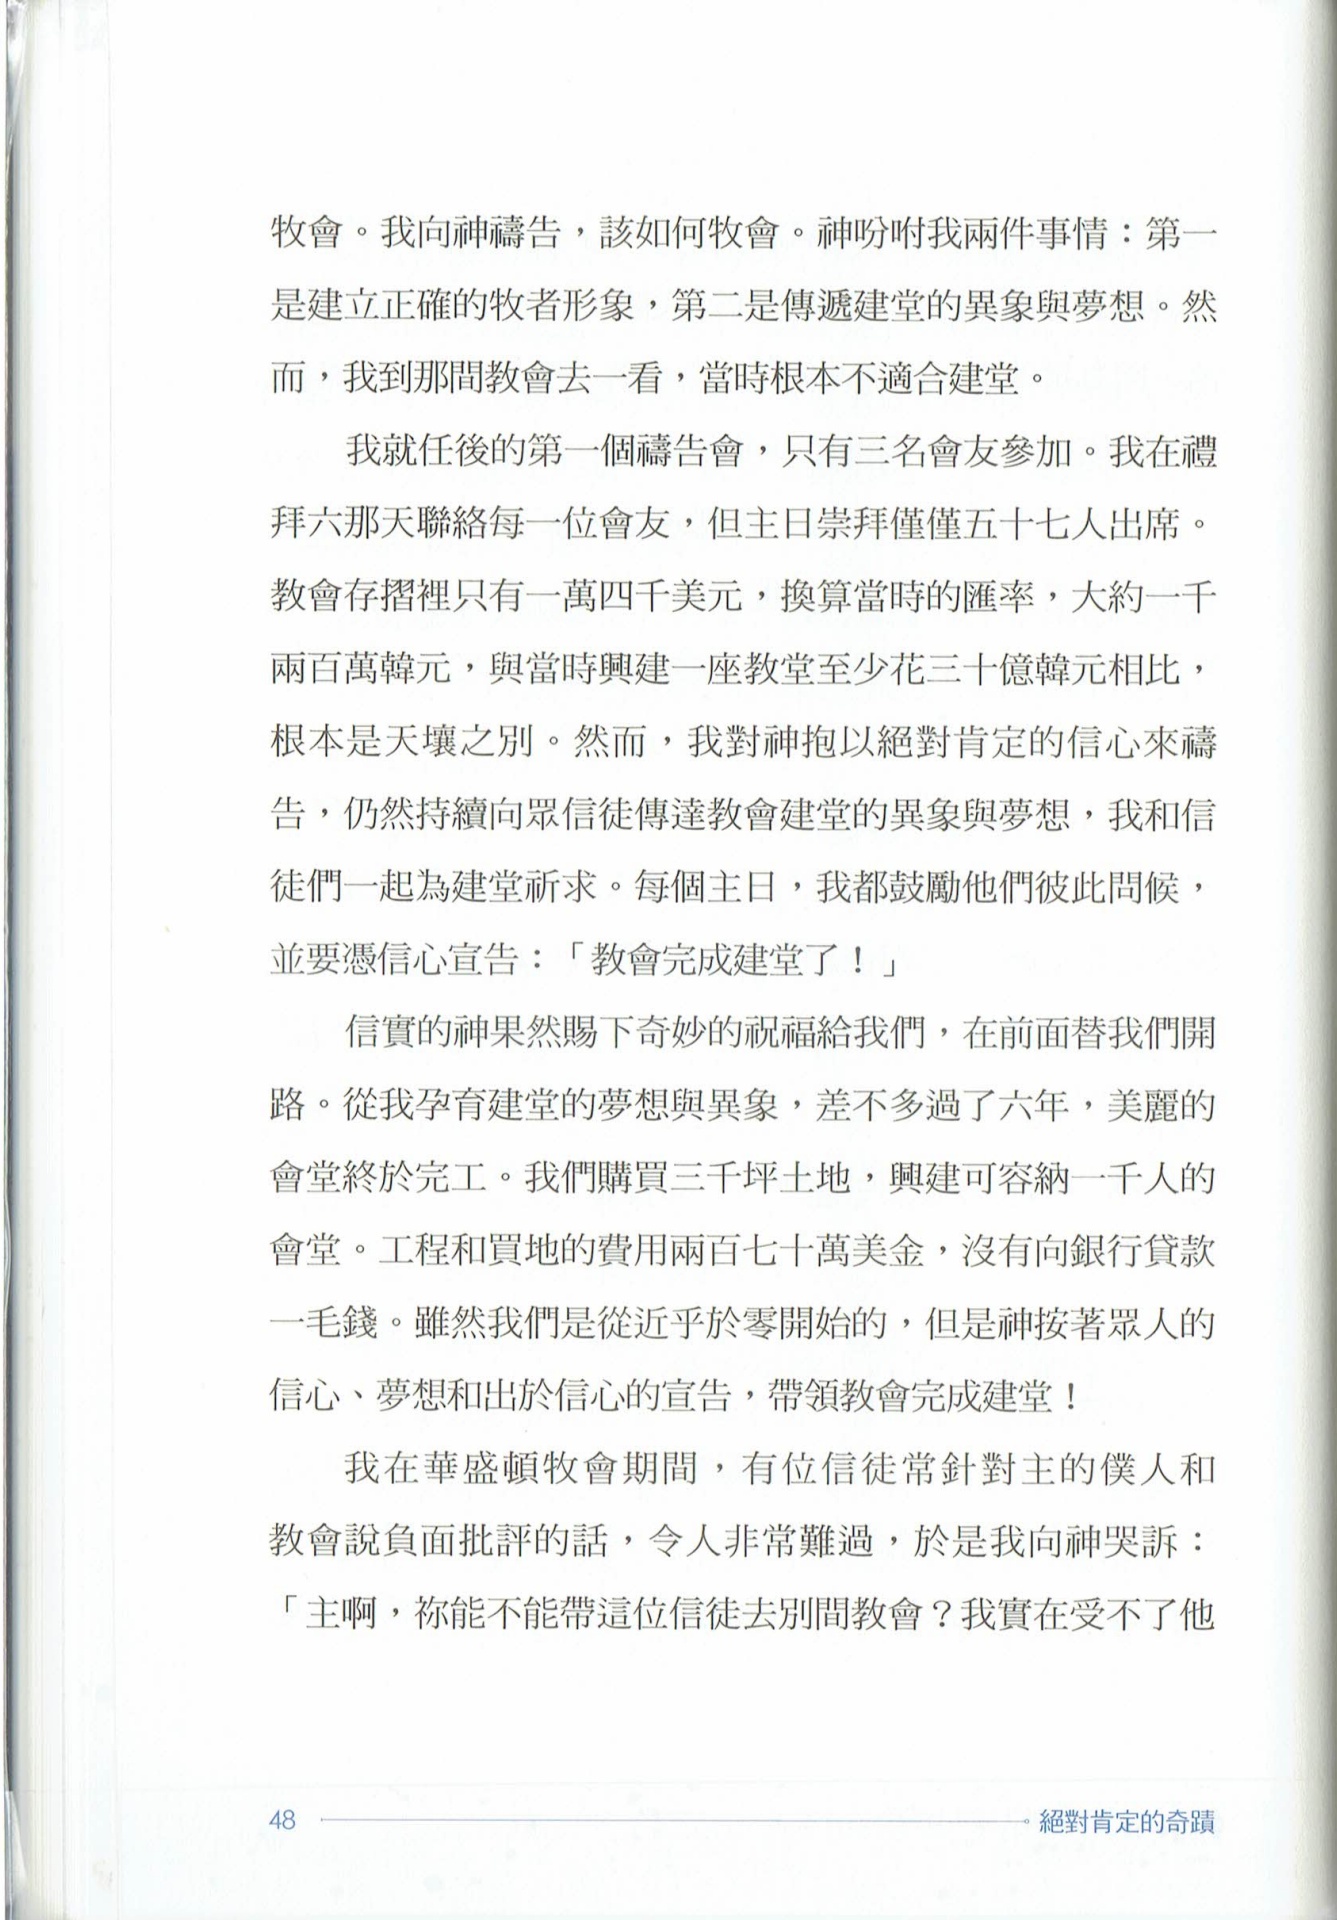 牧會。我向神禱告，該如何牧會。神吩咐我兩件事情：第一
是建立正確的牧者形象，第二是傳遞建堂的異象與夢想。然
而，我到那間教會去一看，當時根本不適合建堂。
我就任後的第一個禱告會，只有三名會友參加。我在禮
拜六那天聯絡每一位會友，但主日崇拜僅僅五十七人出席。
教會存摺裡只有一萬四千美元，換算當時的匯率，大約一千
兩百萬韓元，與當時興建一座教堂至少花三十億韓元相比，
根本是天壤之別。然而，我對神抱以絕對肯定的信心來禱
告，仍然持續向眾信徒傳達教會建堂的異象與夢想，我和信
徒們一起為建堂祈求。每個主日，我都鼓勵他們彼此問候，
並要憑信心宣告：「教會完成建堂了！」
信實的神果然賜下奇妙的祝福給我們，在前面替我們開
路。從我孕育建堂的夢想與異象，差不多過了六年，美麗的
會堂終於完工。我們購買三千坪土地，興建可容納一千人的
會堂。工程和買地的費用兩百七十萬美金，沒有向銀行貸款
一毛錢。雖然我們是從近乎於零開始的，但是神按著眾人的
信心、夢想和出於信心的宣告，帶領教會完成建堂！
我在華盛頓牧會期間，有位信徒常針對主的僕人和
教會說負面批評的話，令人非常難過，於是我向神哭訴：
「主啊，祢能不能帶這位信徒去別間教會？我實在受不了他
48 絕對肯定的奇蹟